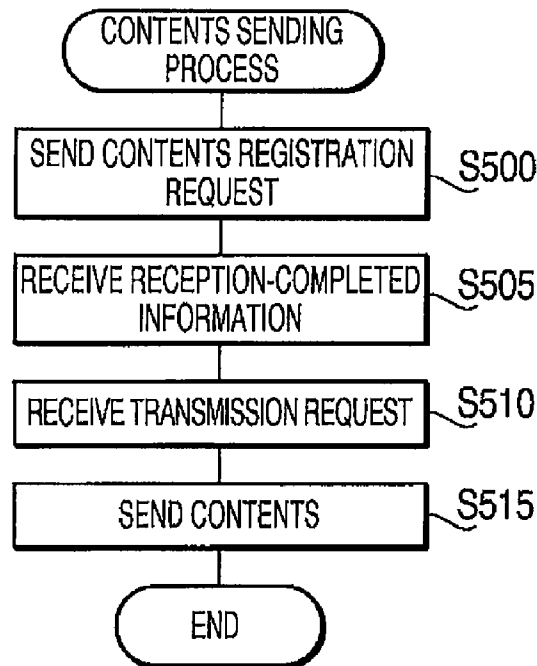 CONTENTS SENDING
PROCESS
SEND CONTENTS REGISTRATION
REQUEST
S500
RECEIVE RECEPTION-COMPLETED
INFORMATION
S505
RECEIVE TRANSMISSION REQUEST
S510
SEND CONTENTS
S515
END